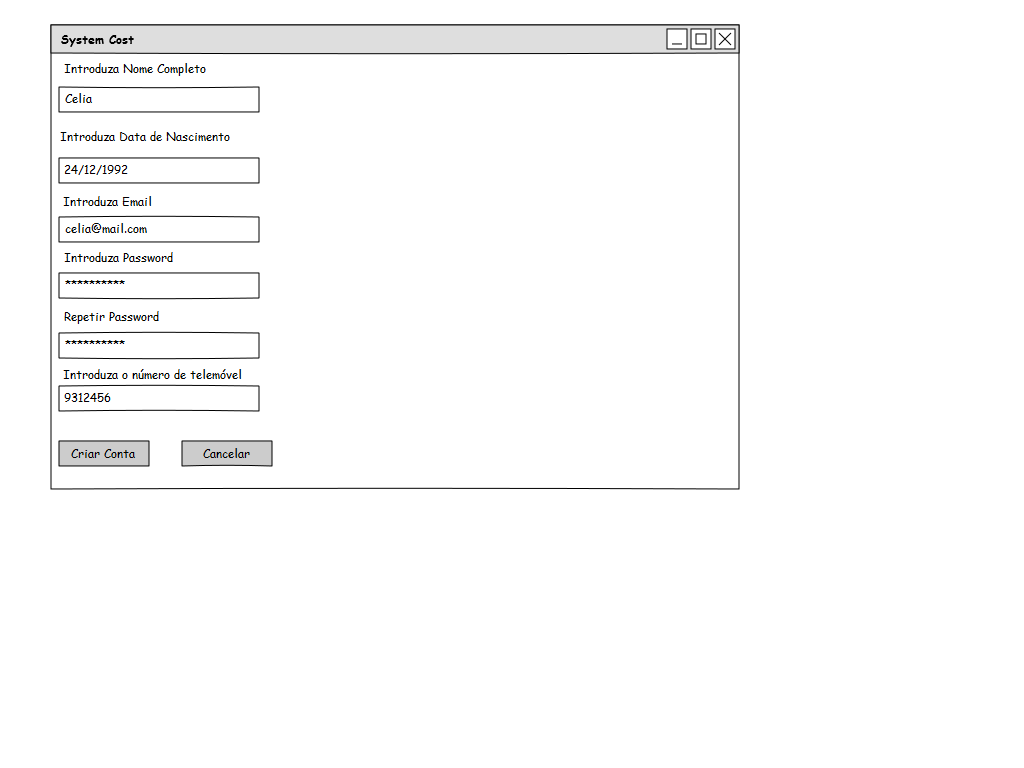 System Cost
Introduza Nome Completo
Celia
Introduza Data de Nascimento
24/12/1992
Introduza Email
celia@mail.com
Introduza Password
**********
Repetir Password
**********
Introduza o número de telemóvel
9312456
Criar Conta
Cancelar